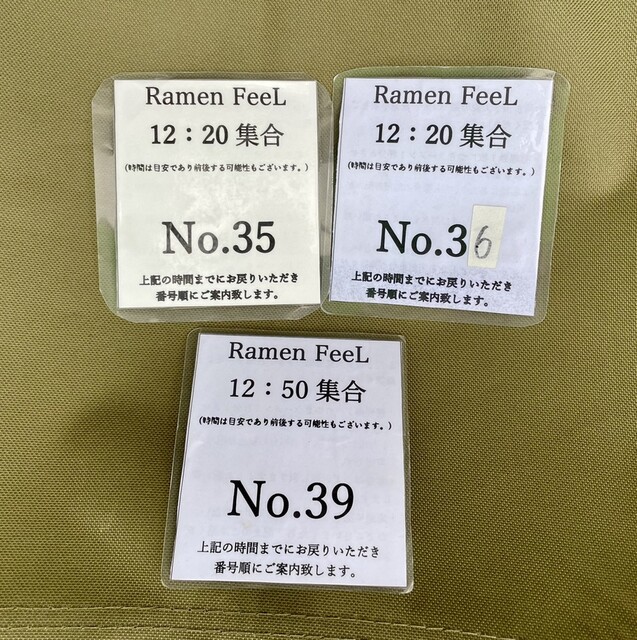 Ramen FeeL
12：20 集合
(時間は目安であり前後する可能性もございます。)
No.35
上記の時間までにお戻りいただき
番号順にご案内致します。
Ramen FeeL
12：20 集合
(時間は目安であり前後する可能性もございます。)
No.36
上記の時間までにお戻りいただき
番号順にご案内致します。
Ramen FeeL
12：50 集合
(時間は目安であり前後する可能性もございます。)
No.39
上記の時間までにお戻りいただき
番号順にご案内致します。